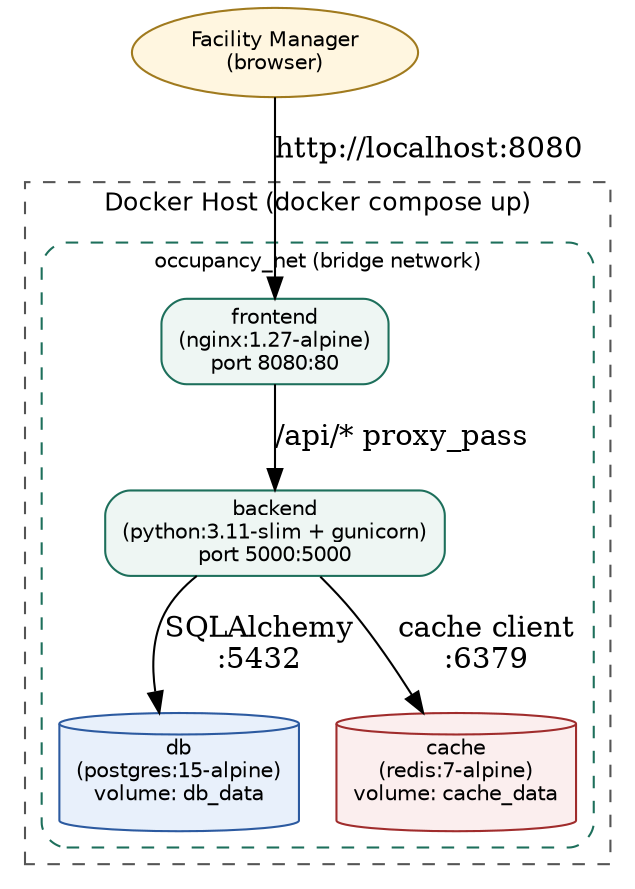 Facility Manager
(browser)
http://localhost:8080
Docker Host (docker compose up)
occupancy_net (bridge network)
frontend
(nginx:1.27-alpine)
port 8080:80
/api/* proxy_pass
backend
(python:3.11-slim + gunicorn)
port 5000:5000
SQLAlchemy
:5432
cache client
:6379
db
(postgres:15-alpine)
volume: db_data
cache
(redis:7-alpine)
volume: cache_data